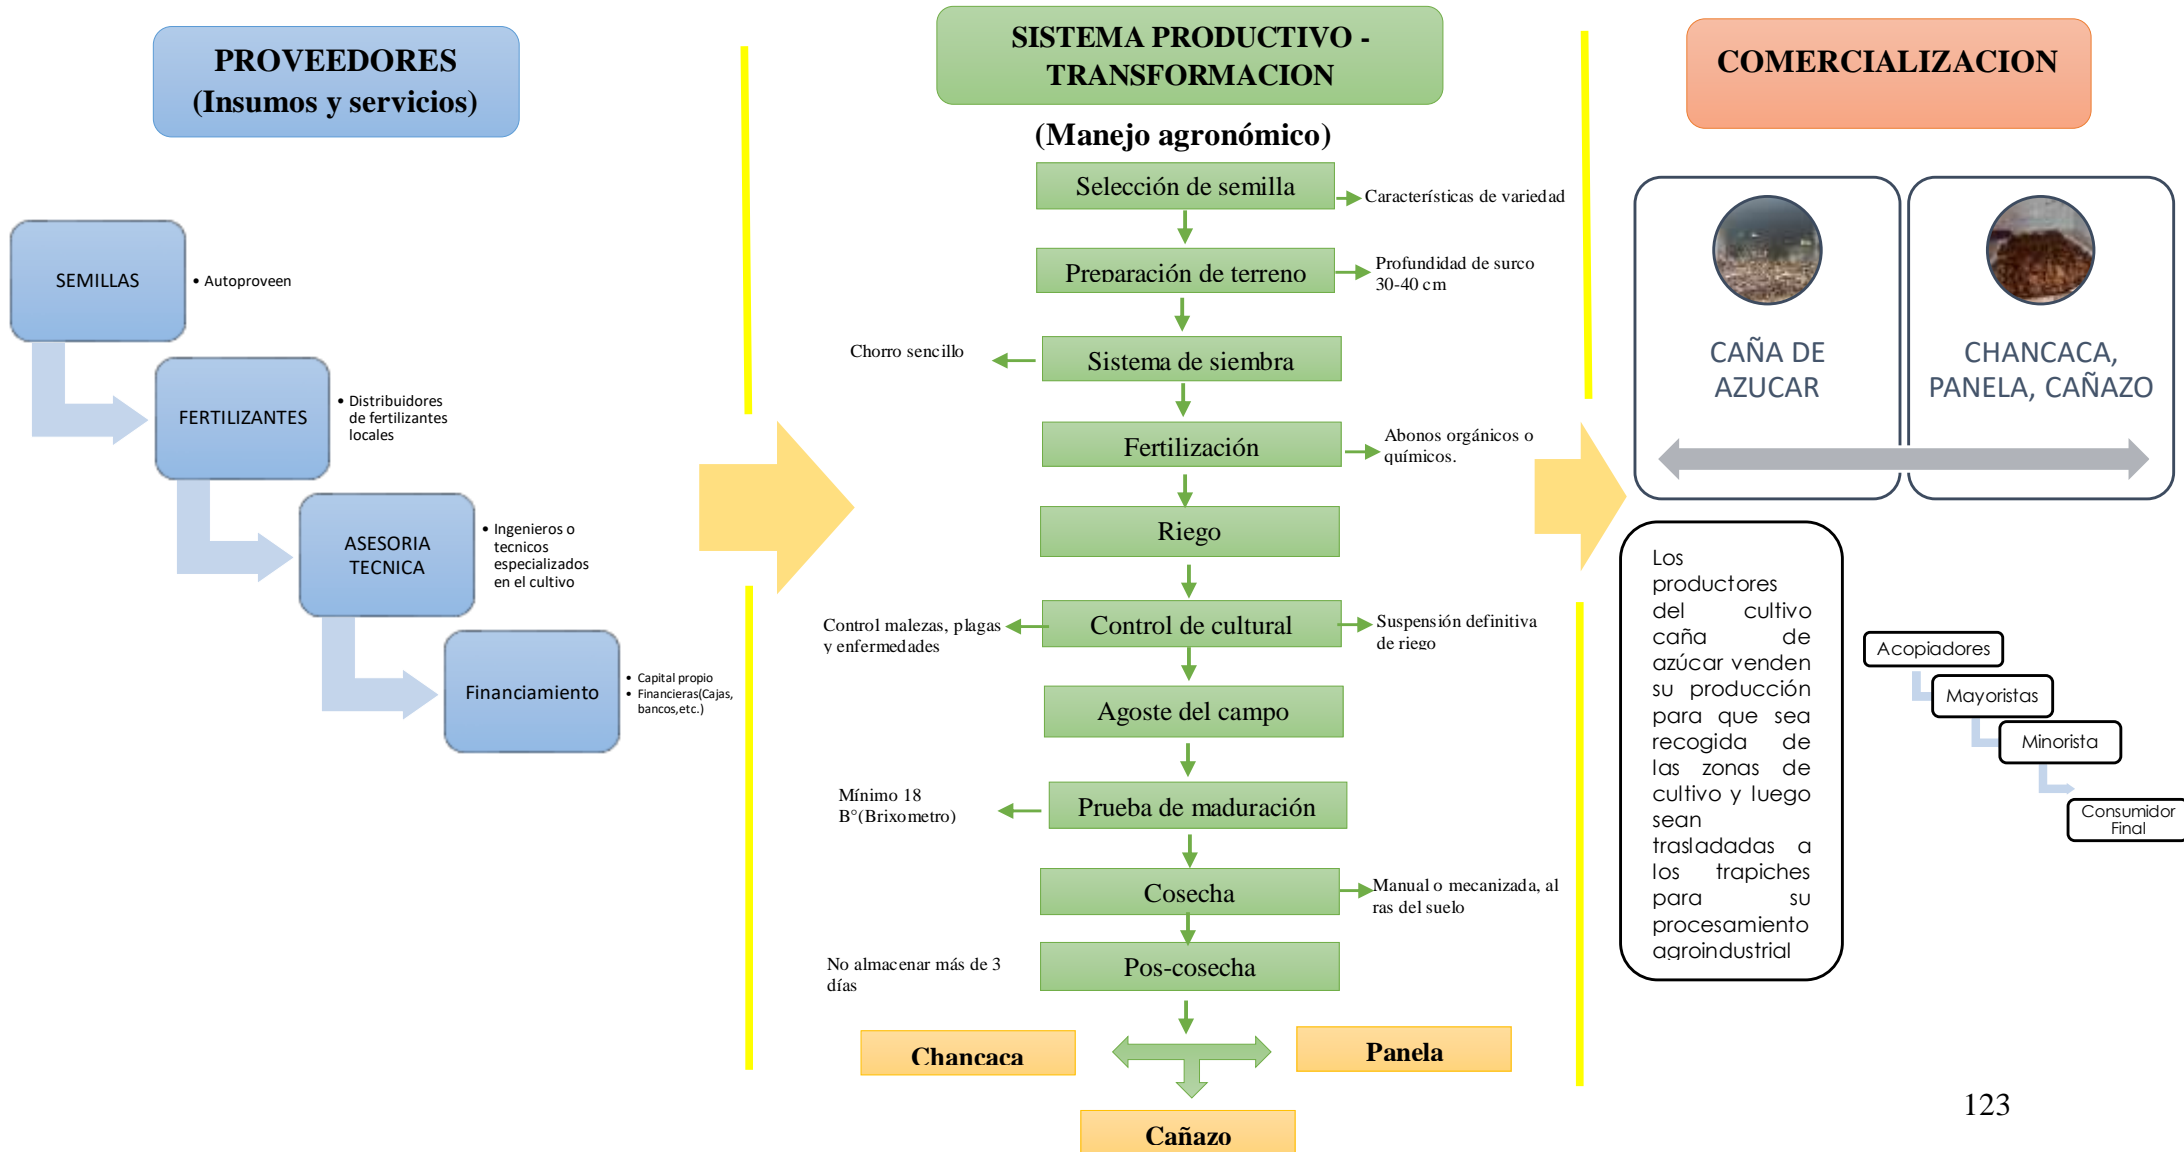 PROVEEDORES
(Insumos y servicios)
SEMILLAS
• Autoproveen
FERTILIZANTES
• Distribuidores
de fertilizantes
locales
ASESORIA
TECNICA
• Ingenieros o
tecnicos
especializados
en el cultivo
Financiamiento
• Capital propio
• Financieras(Cajas,
bancos,etc.)
SISTEMA PRODUCTIVO -
TRANSFORMACION
(Manejo agronómico)
Selección de semilla
Características de variedad
Preparación de terreno
Profundidad de surco
30-40 cm
Chorro sencillo
Sistema de siembra
Fertilización
Abonos orgánicos o
químicos.
Riego
Control malezas, plagas
y enfermedades
Control de cultural
Suspensión definitiva
de riego
Agoste del campo
Mínimo 18
B°(Brixometro)
Prueba de maduración
Cosecha
Manual o mecanizada, al
ras del suelo
No almacenar más de 3
días
Pos-cosecha
Chancaca
Panela
Cañazo
COMERCIALIZACION
CAÑA DE
AZUCAR
CHANCACA,
PANELA, CAÑAZO
Los
productores
del cultivo
caña de
azúcar venden
su producción
para que sea
recogida de
las zonas de
cultivo y luego
sean
trasladadas a
los trapiches
para su
procesamiento
agroindustrial
Acopiadores
Mayoristas
Minorista
Consumidor
Final
123